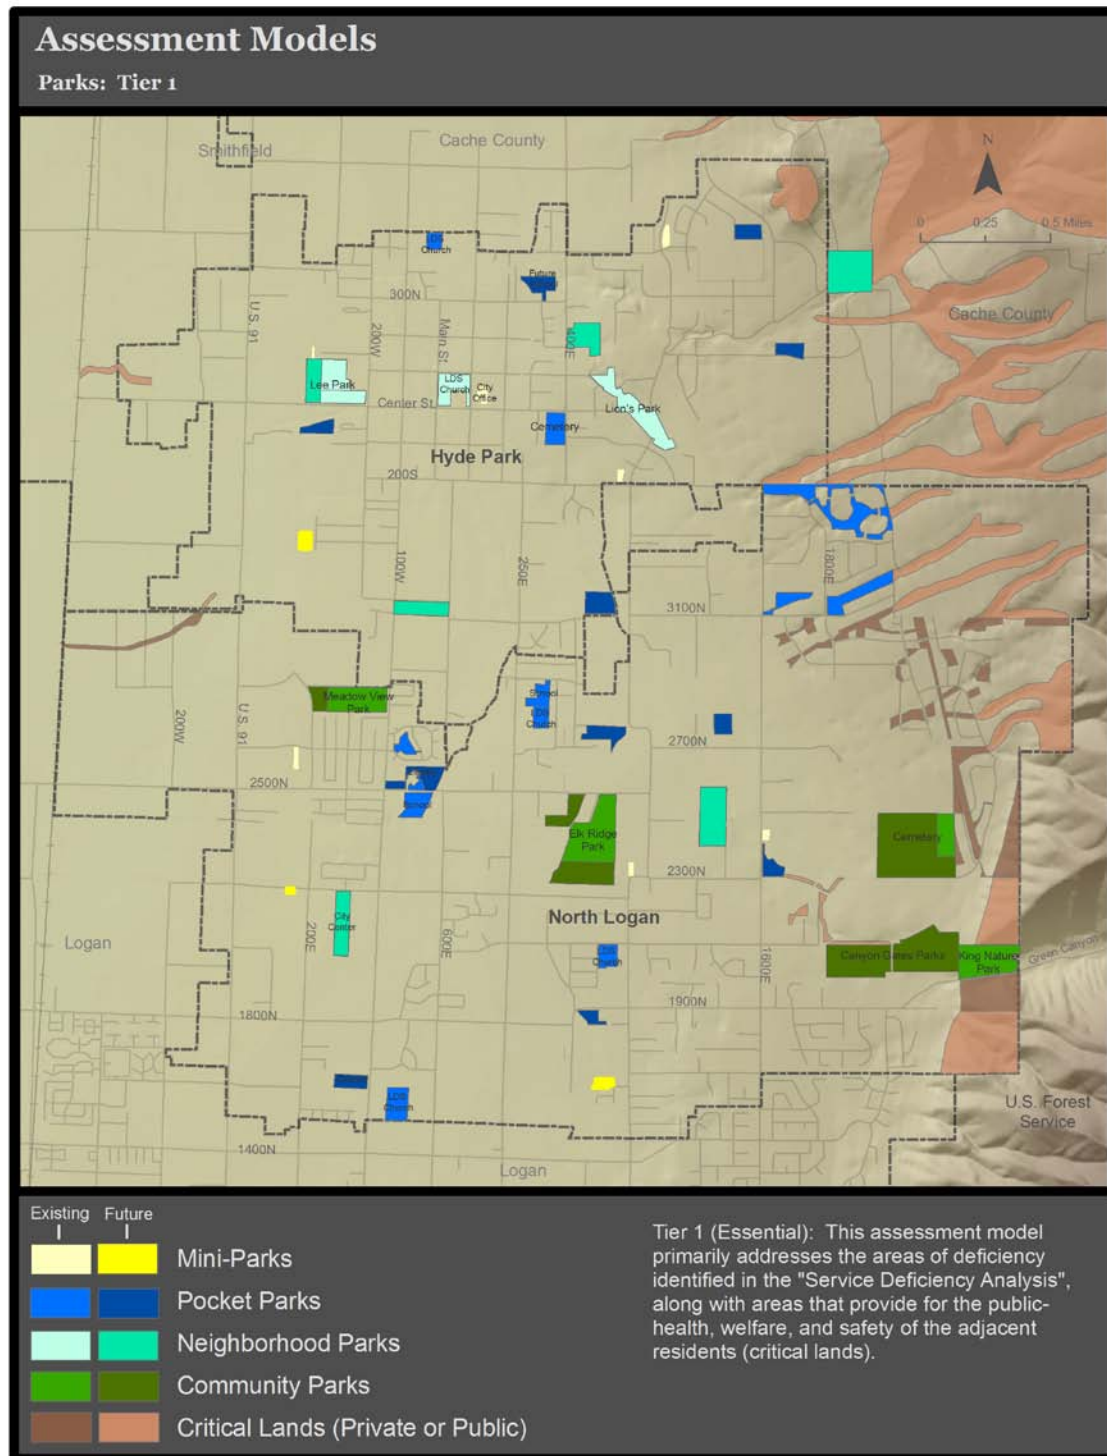 Assessment Models
Parks: Tier 1
Cache County
Smithfield
N
0 0.25 0.5 Miles
LDS
Church
Future
300N
U.S. 91
200W
Main St.
400E
Cache County
Lee Park
LDS
Church
City
Office
Center St.
Lion's Park
Cemetery
Hyde Park
200S
100W
250E
1800E
3100N
Meadow View
Park
School
LDS
Church
200W
U.S. 91
2700N
2500N
School
Elk Ridge
Park
Cemetery
2300N
North Logan
City
Center
Logan
200E
600E
LDS
Church
1600E
Canyon Gates Parks
King Nature
Park
Green Canyon
1900N
1800N
LDS
Church
U.S. Forest
Service
1400N
Logan
Existing Future
Mini-Parks
Pocket Parks
Neighborhood Parks
Community Parks
Critical Lands (Private or Public)
Tier 1 (Essential): This assessment model
primarily addresses the areas of deficiency
identified in the "Service Deficiency Analysis",
along with areas that provide for the public-
health, welfare, and safety of the adjacent
residents (critical lands).